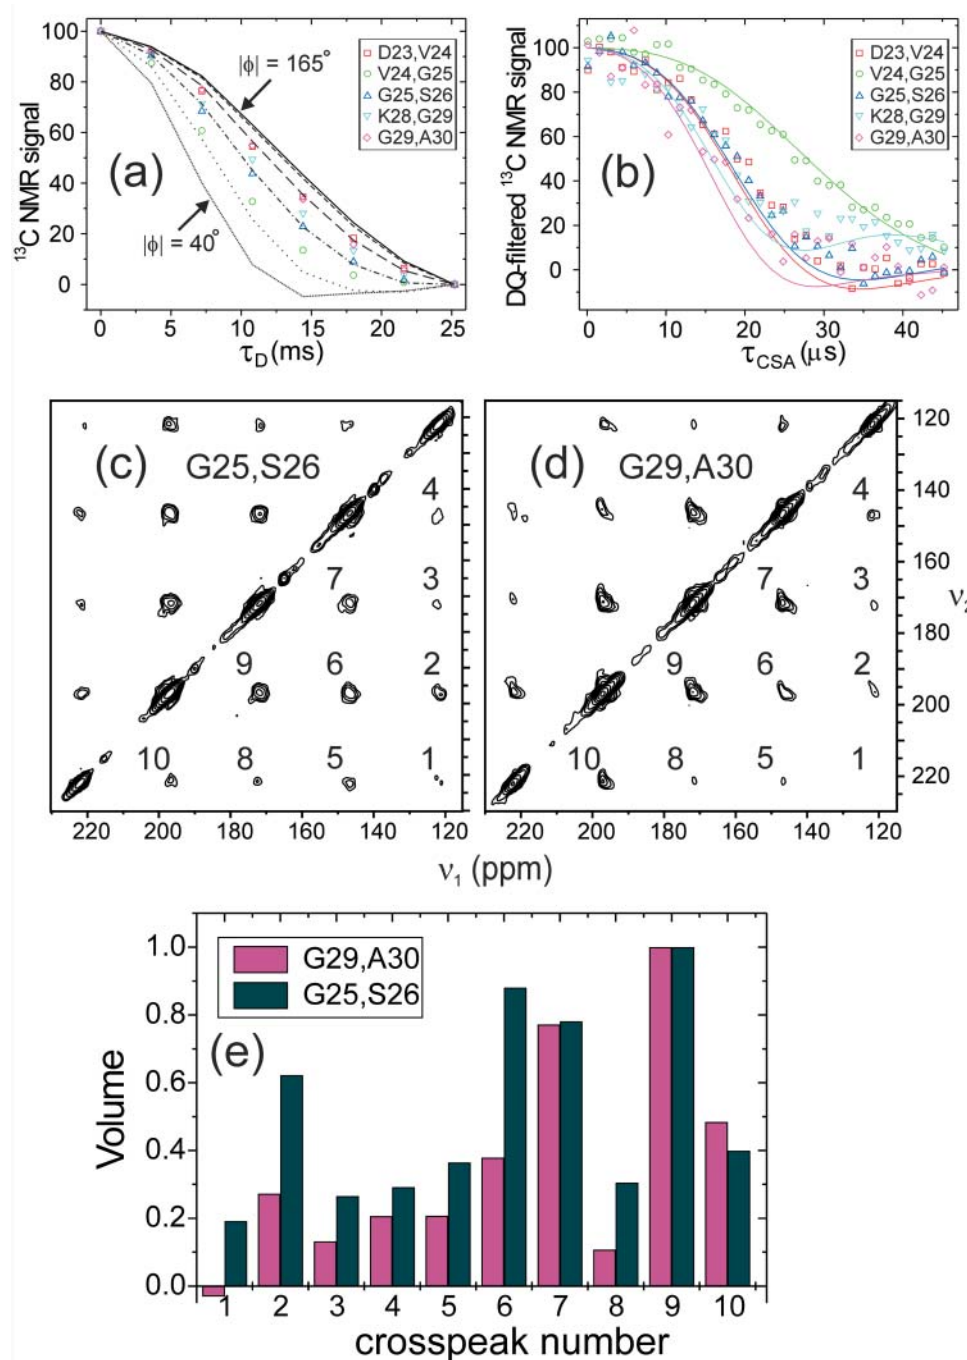 100
80
60
40
20
0
¹³C NMR signal
(a)
|ϕ| = 165°
|ϕ| = 40°
D23,V24
V24,G25
G25,S26
K28,G29
G29,A30
0 5 10 15 20 25
τD (ms)
100
80
60
40
20
0
DQ-filtered ¹³C NMR signal
(b)
D23,V24
V24,G25
G25,S26
K28,G29
G29,A30
0 10 20 30 40
τCSA (μs)
(c)
G25,S26
4
7 3
9 6 2
10 8 5 1
220 200 180 160 140 120
(d)
G29,A30
4
7 3
9 6 2
10 8 5 1
220 200 180 160 140 120
120
140
160
180
200
220
ν₂
ν₁ (ppm)
(e)
G29,A30
G25,S26
1.0
0.8
0.6
0.4
0.2
0.0
Volume
1 2 3 4 5 6 7 8 9 10
crosspeak number